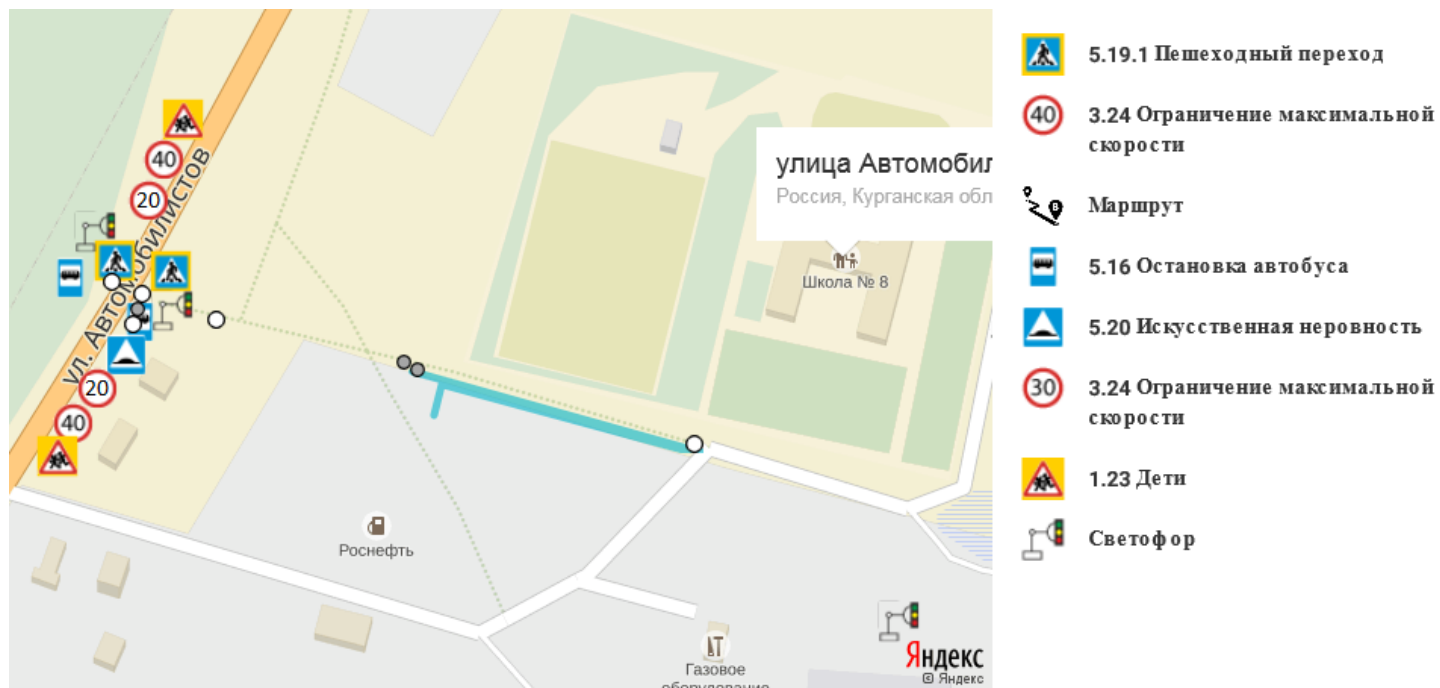 40
20
ул. Автомобилистов
20
40
улица Автомобил
Россия, Курганская обл
Школа № 8
Роснефть
Газовое
оборудование
Яндекс
© Яндекс
5.19.1 Пешеходный переход
40
3.24 Ограничение максимальной
скорости
Маршрут
5.16 Остановка автобуса
5.20 Искусственная неровность
30
3.24 Ограничение максимальной
скорости
1.23 Дети
Светофор